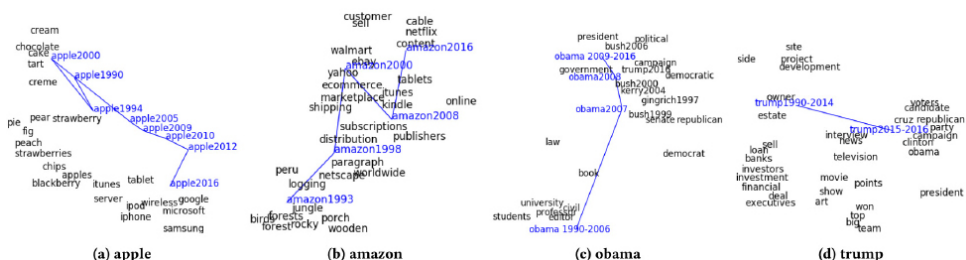 cream
chocolate
cake
apple2000
tart
apple1990
creme
apple1994
pear strawberry
apple2005
pie
apple2009
fig
apple2010
peach
apple2012
strawberries
chips
apples
blackberry
itunes
tablet
apple2016
server
ipod
wireless
google
iphone
microsoft
samsung
(a) apple
customer
sell
cable
netflix
content
amazon2016
walmart
ebay
amazon2000
yahoo
tablets
ecommerce
itunes
marketplace
online
shipping
kindle
amazon2008
subscriptions
distribution
publishers
amazon1998
paragraph
peru
netscape
worldwide
logging
amazon1993
jungle
birds
forests
porch
forest
rocky
wooden
(b) amazon
president
political
bush2006
obama 2009-2016
campaign
government
trump2016
obama2008
democratic
bush2000
kerry2004
gingrich1997
obama2007
bush1999
senate republican
law
democrat
book
university
civil
professor
students
editor
obama 1990-2006
(c) obama
site
side
project
development
owner
trump1990-2014
voters
estate
candidate
cruz republican
trump2015-2016
party
interview
campaign
news
clinton
sell
obama
loan
television
banks
investors
investment
movie
points
financial
president
deal
show
executives
art
won
top
big
team
(d) trump